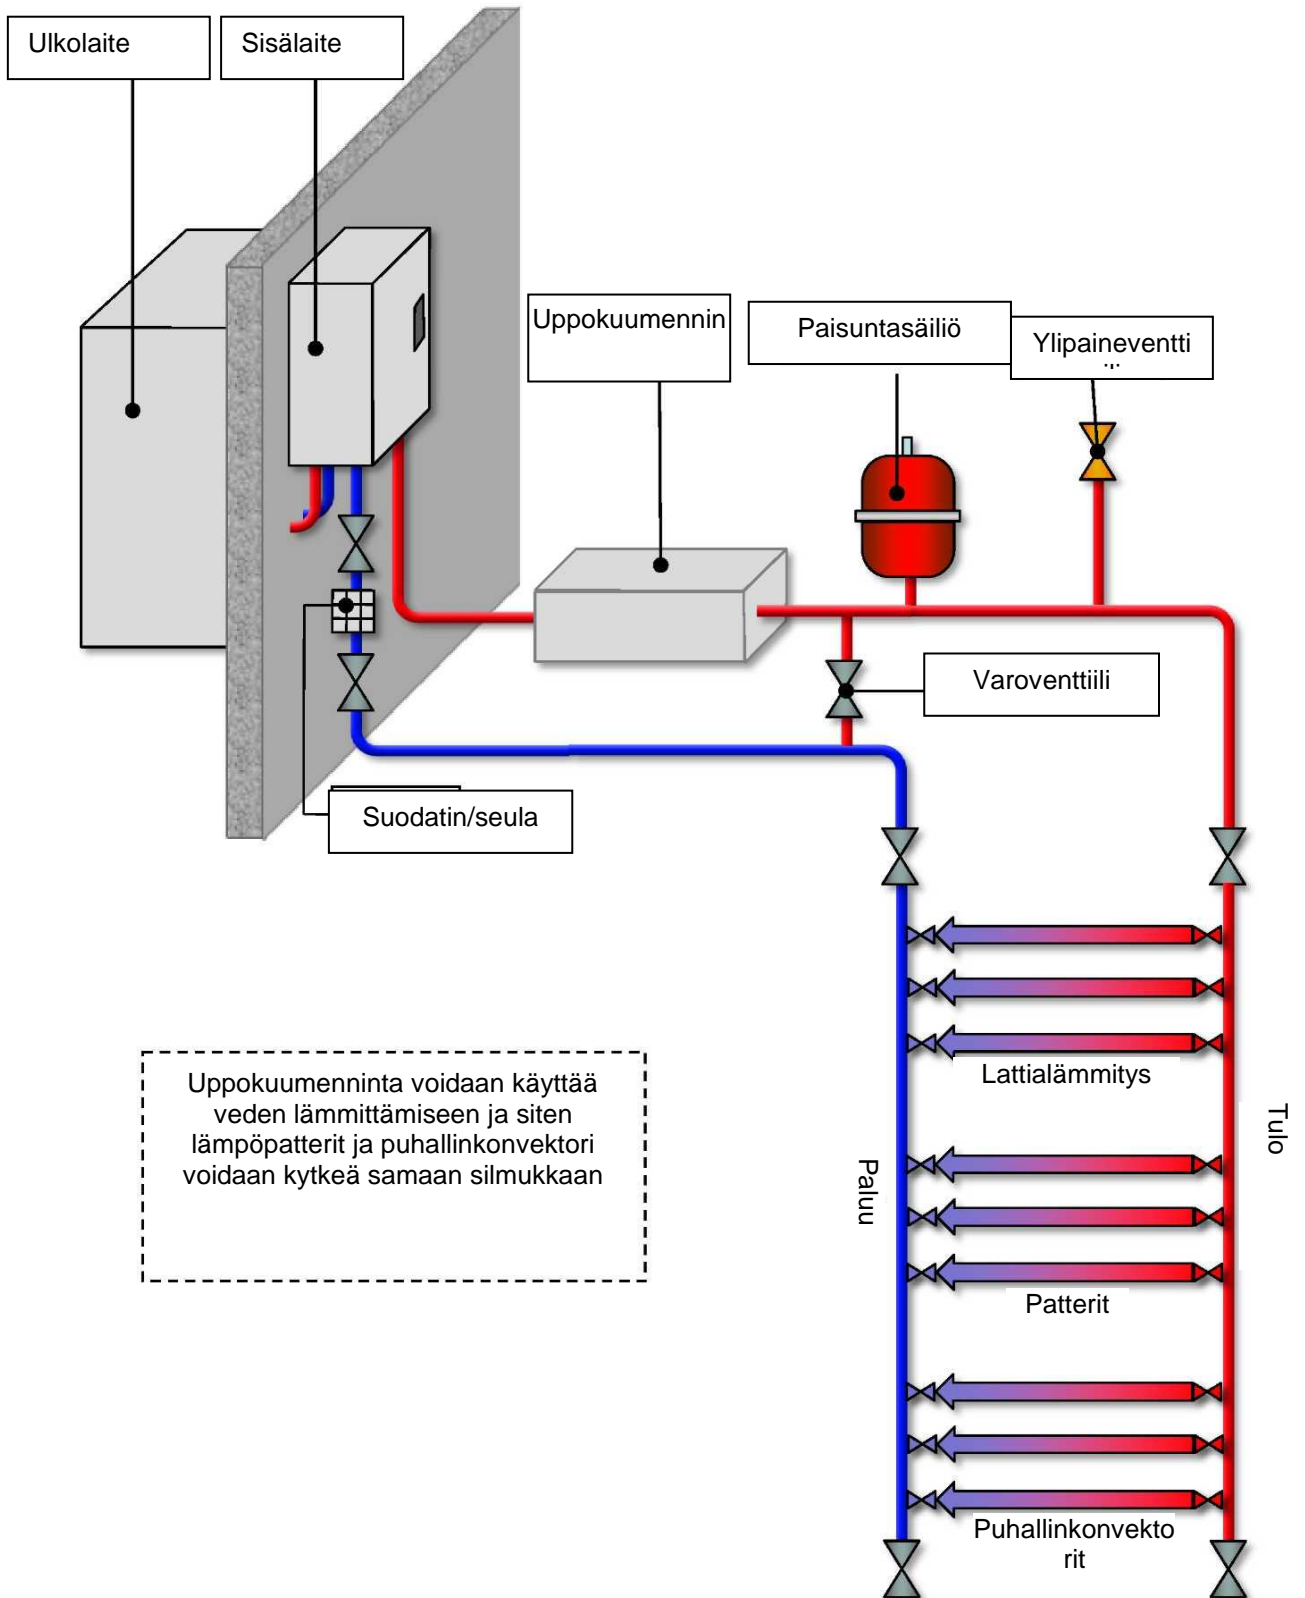 Ulkolaite
Sisälaite
Uppokuumennin
Paisuntasäiliö
Ylipaineventti
Varoventtiili
Suodatin/seula
Lattialämmitys
Uppokuumenninta voidaan käyttää
veden lämmittämiseen ja siten
lämpöpatterit ja puhallinkonvektori
voidaan kytkeä samaan silmukkaan
Tulo
Paluu
Patterit
Puhallinkonvekto
rit